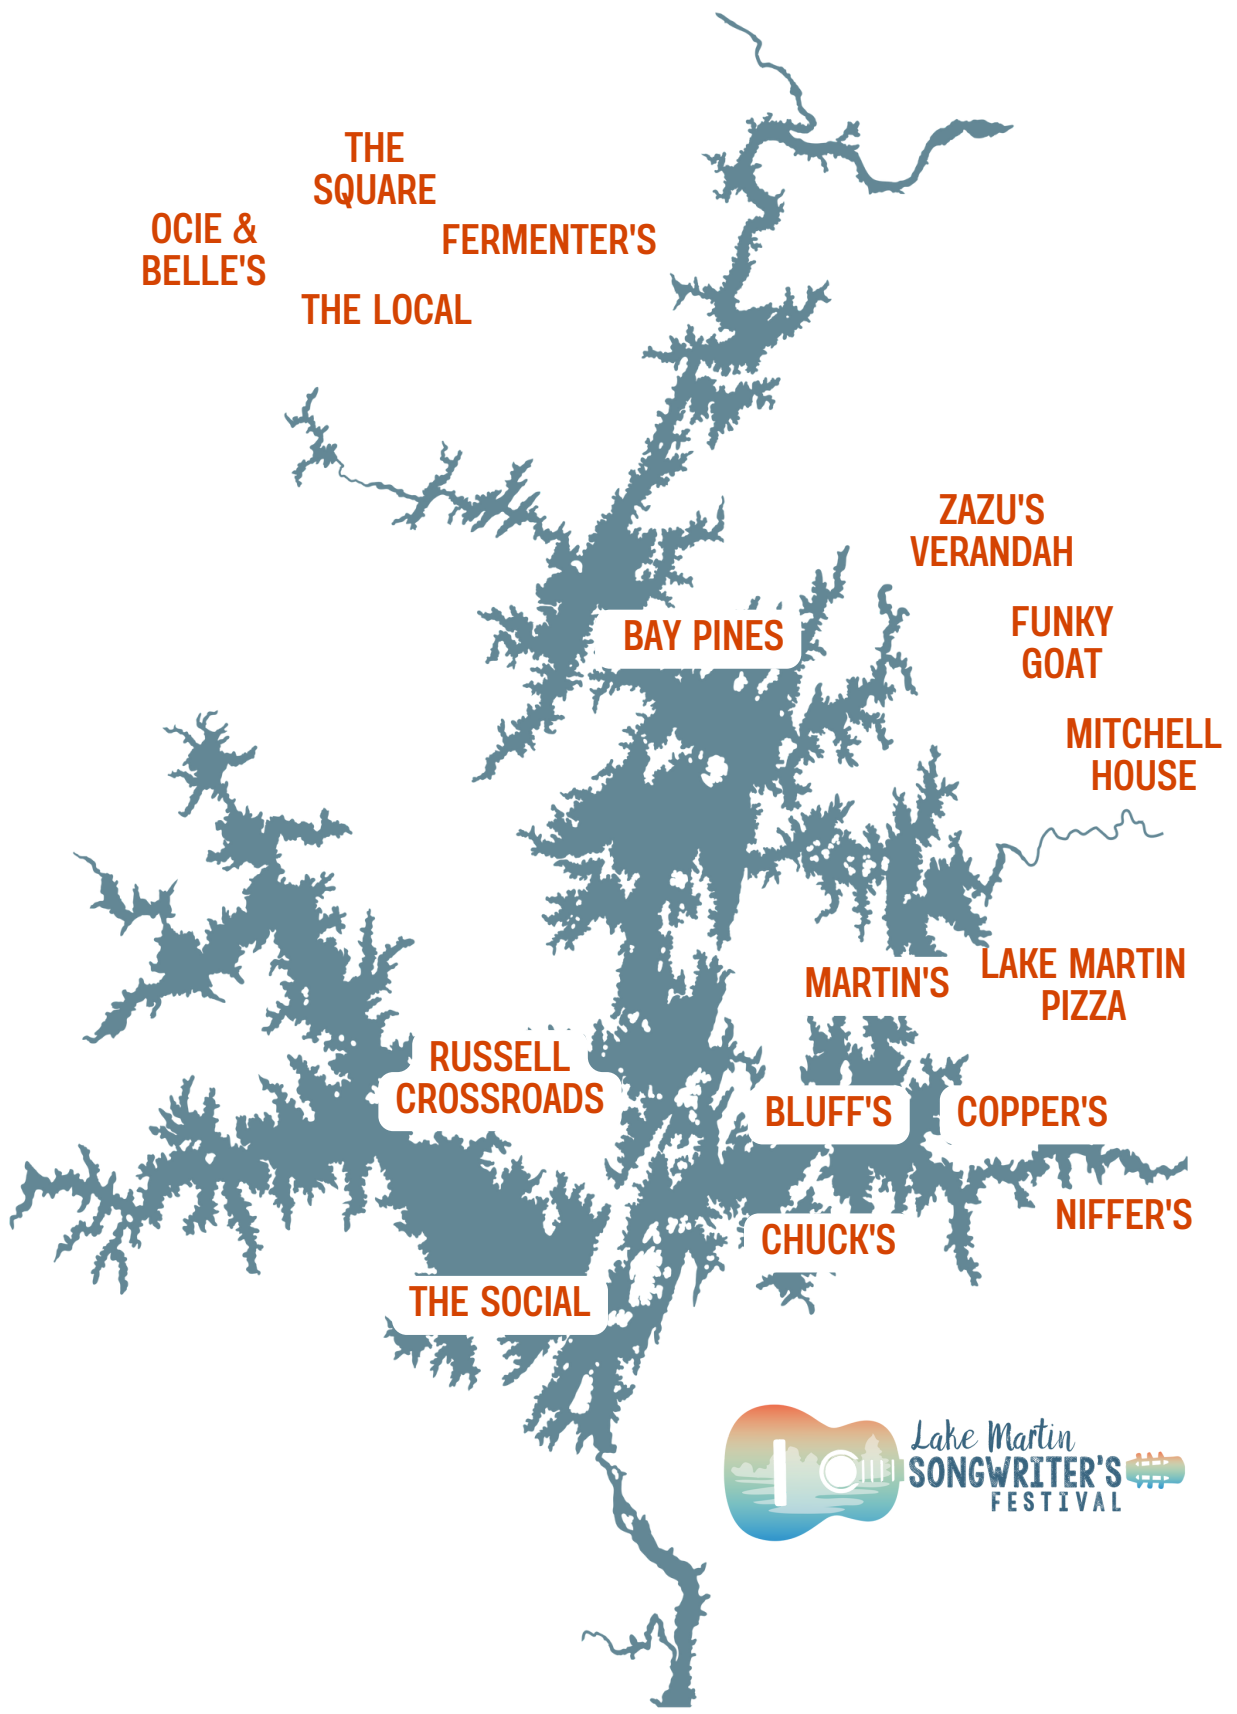 THE
SQUARE
OCIE &
BELLE'S
FERMENTER'S
THE LOCAL
ZAZU'S
VERANDAH
BAY PINES
FUNKY
GOAT
MITCHELL
HOUSE
MARTIN'S
LAKE MARTIN
PIZZA
RUSSELL
CROSSROADS
BLUFF'S
COPPER'S
NIFFER'S
CHUCK'S
THE SOCIAL
Lake Martin
SONGWRITER'S
FESTIVAL